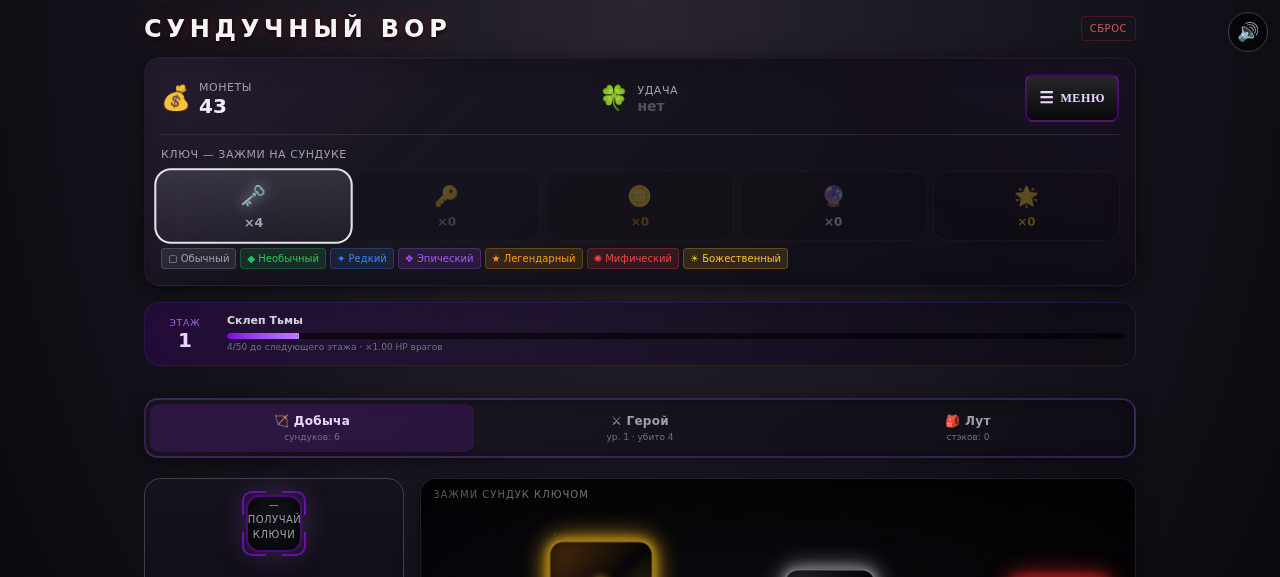 СУНДУЧНЫЙ ВОР
СБРОС
МОНЕТЫ
43
УДАЧА
нет
☰ МЕНЮ
КЛЮЧ — ЗАЖМИ НА СУНДУКЕ
×4
×0
×0
×0
×0
▢ Обычный
◆ Необычный
✦ Редкий
❖ Эпический
★ Легендарный
✺ Мифический
☀ Божественный
ЭТАЖ
1
Склеп Тьмы
4/50 до следующего этажа · ×1.00 HP врагов
🏹 Добыча
сундуков: 6
⚔ Герой
ур. 1 · убито 4
🎒 Лут
стэков: 0
—
ПОЛУЧАЙ
КЛЮЧИ
ЗАЖМИ СУНДУК КЛЮЧОМ